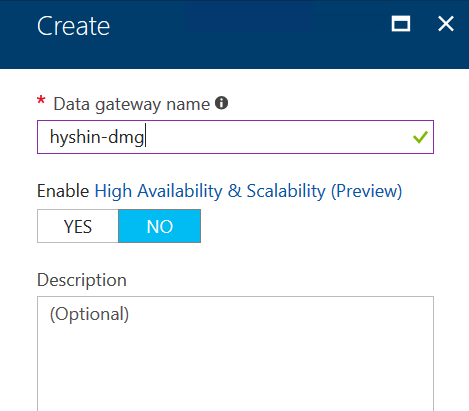 Create
* Data gateway name
hyshin-dmg
Enable High Availability & Scalability (Preview)
YES NO
Description
(Optional)